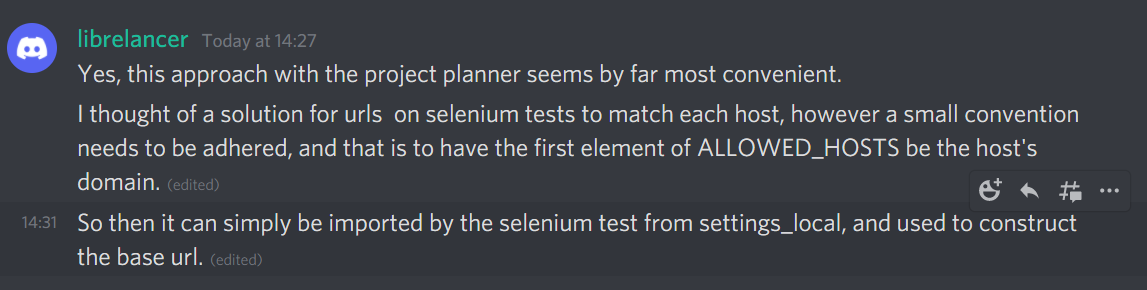 librelancer Today at 14:27
Yes, this approach with the project planner seems by far most convenient.
I thought of a solution for urls on selenium tests to match each host, however a small convention
needs to be adhered, and that is to have the first element of ALLOWED_HOSTS be the host's
domain. (edited)
14:31 So then it can simply be imported by the selenium test from settings_local, and used to construct
the base url. (edited)